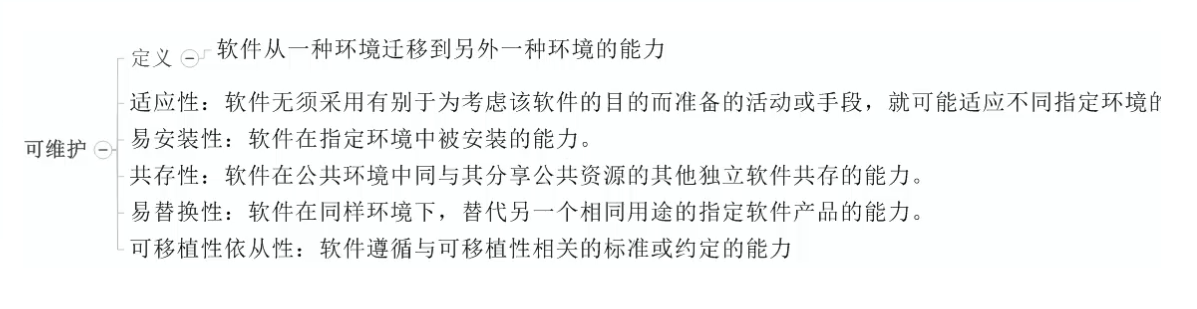 定义
软件从一种环境迁移到另外一种环境的能力
适应性：软件无须采用有别于为考虑该软件的目的而准备的活动或手段，就可能适应不同指定环境
可维护
易安装性：软件在指定环境中被安装的能力。
共存性：软件在公共环境中同与其分享公共资源的其他独立软件共存的能力。
易替换性：软件在同样环境下，替代另一个相同用途的指定软件产品的能力。
可移植性依从性：软件遵循与可移植性相关的标准或约定的能力